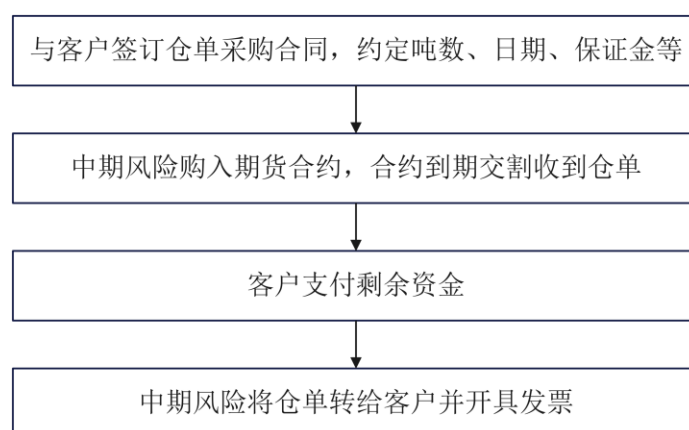 与客户签订仓单采购合同，约定吨数、日期、保证金等
中期风险购入期货合约，合约到期交割收到仓单
客户支付剩余资金
中期风险将仓单转给客户并开具发票